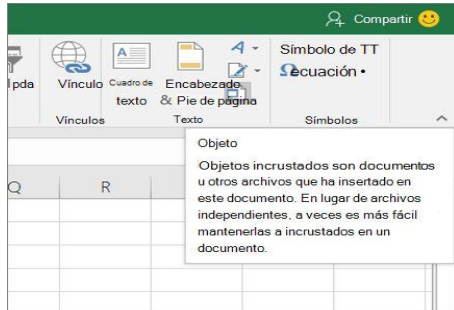 Compartir
Símbolo de TT
Ωecuación
lpda
Vínculo
Cuadro de
texto
Encabezado
& Pie de página
Vínculos
Texto
Símbolos
Objeto
Objetos incrustados son documentos
u otros archivos que ha insertado en
este documento. En lugar de archivos
independientes, a veces es más fácil
mantenerlas a incrustados en un
documento.
Q
R